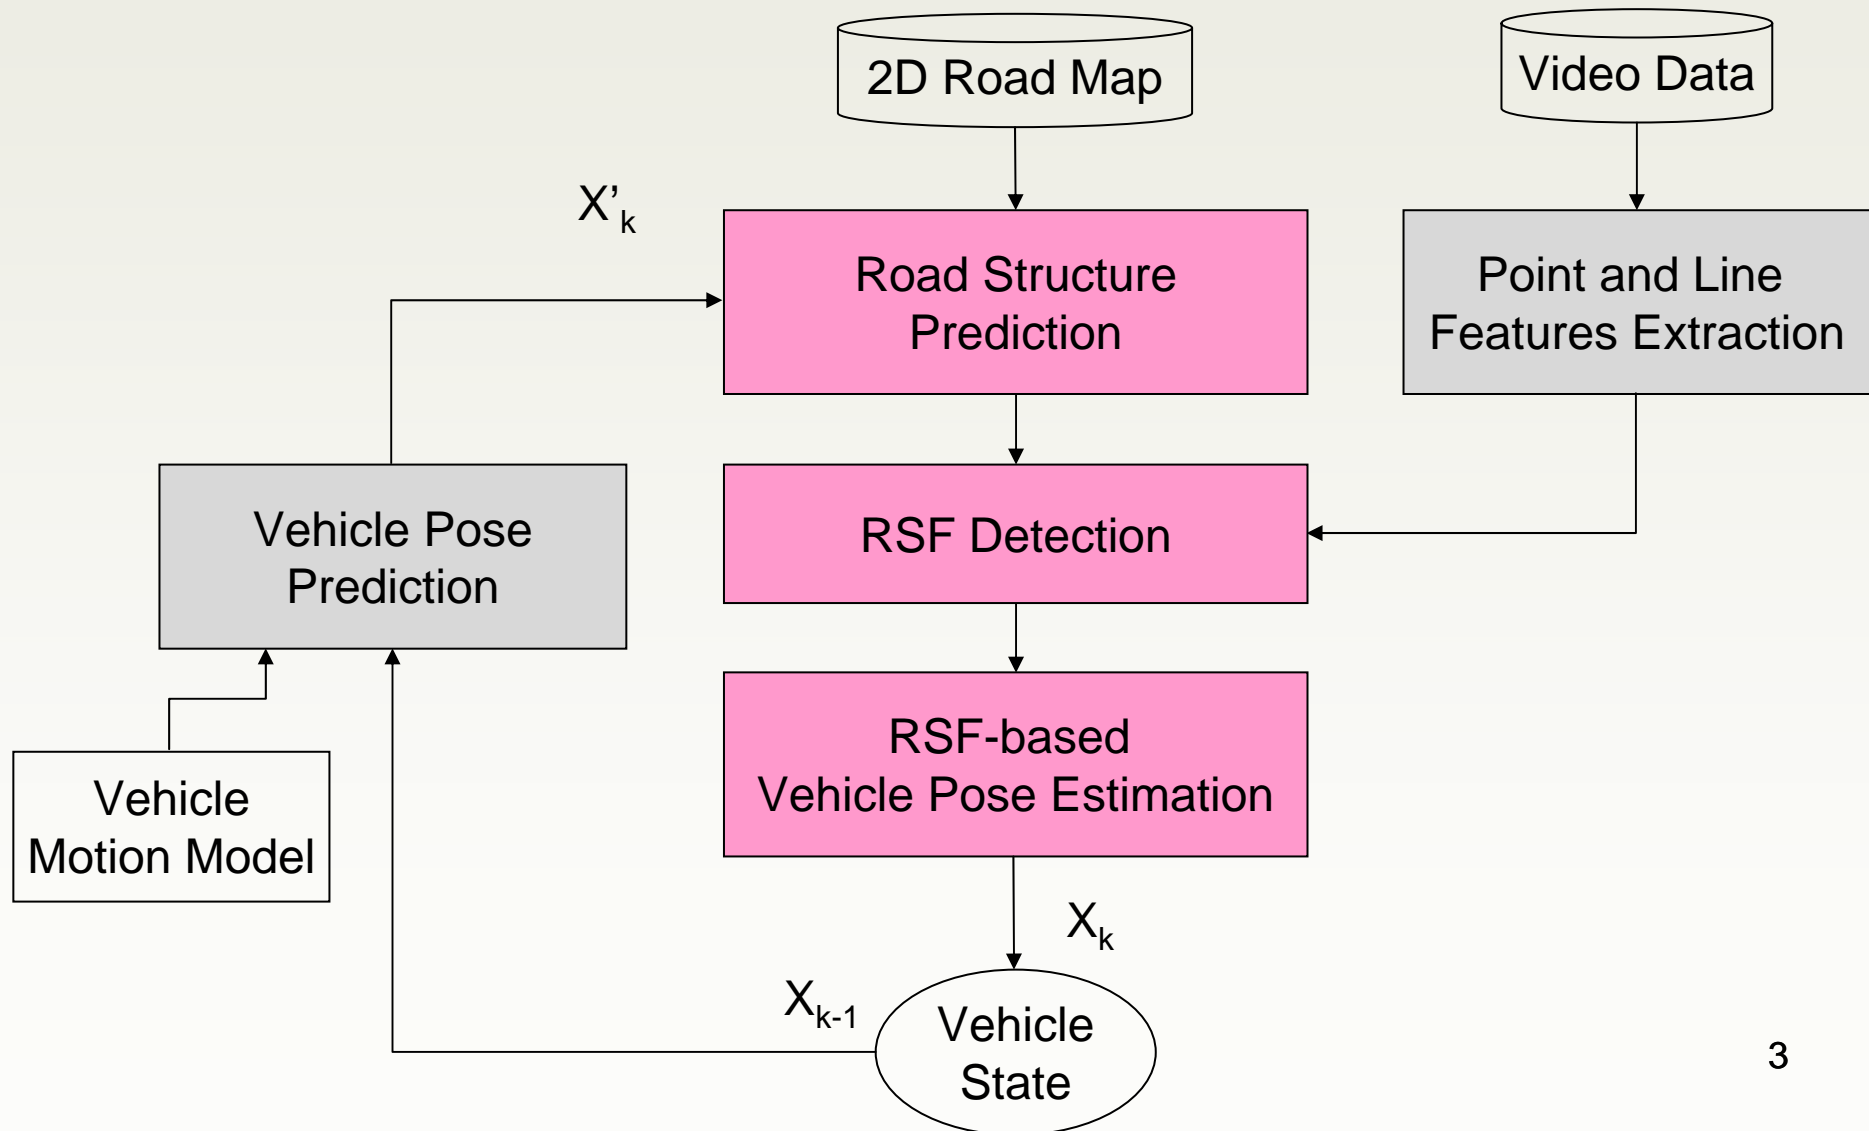 2D Road Map
Video Data
X’k
Road Structure
Prediction
Point and Line
Features Extraction
Vehicle Pose
Prediction
RSF Detection
RSF-based
Vehicle Pose Estimation
Vehicle
Motion Model
Xk
Xk-1
Vehicle
State
3